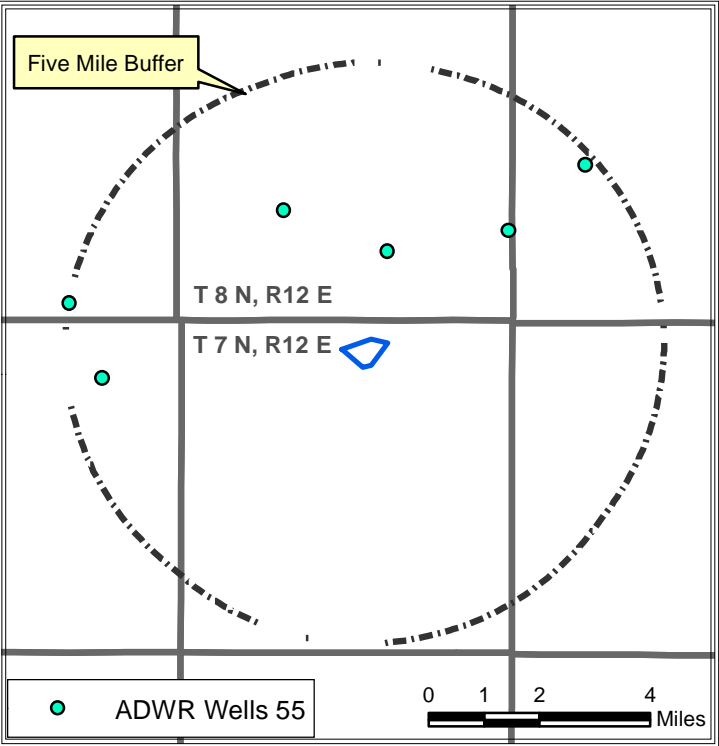 Five Mile Buffer
T 8 N, R12 E
T 7 N, R12 E
ADWR Wells 55
0 1 2 4
Miles